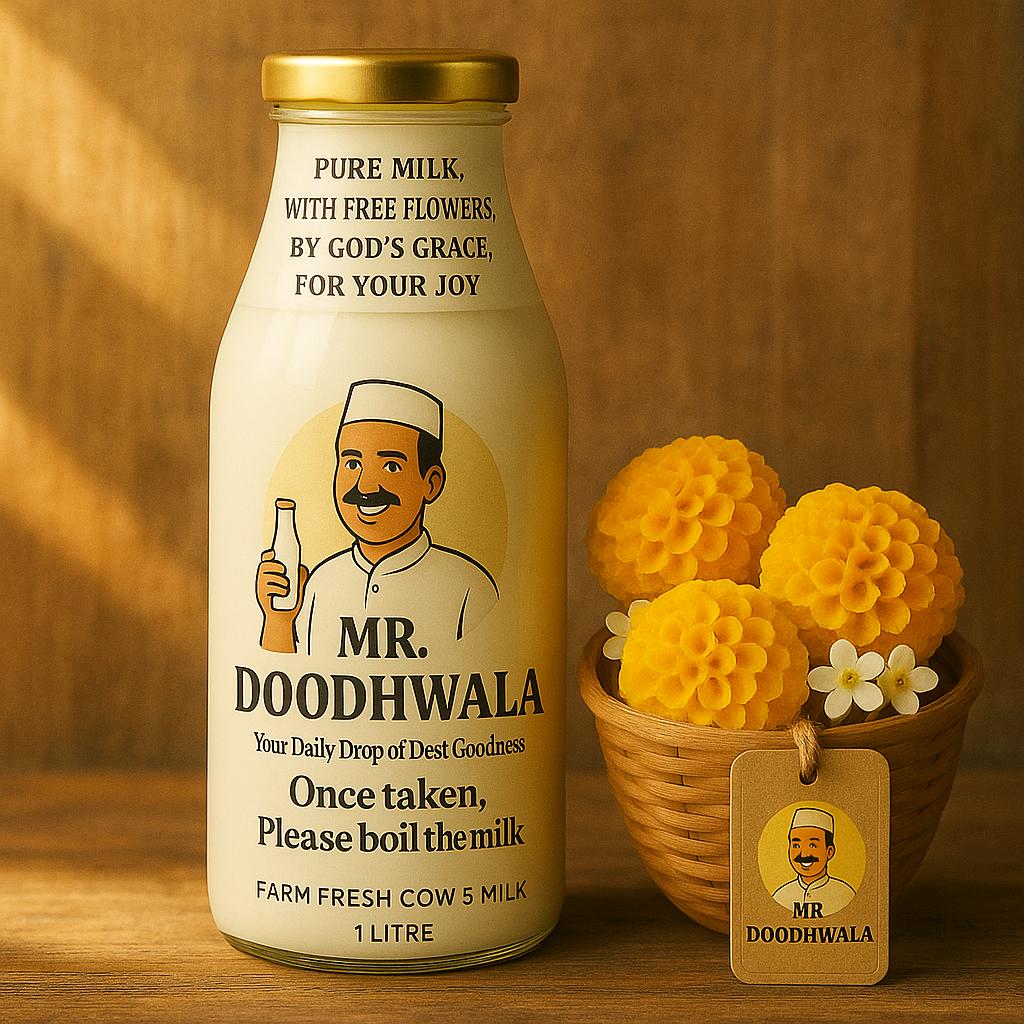 PURE MILK,
WITH FREE FLOWERS,
BY GOD'S GRACE,
FOR YOUR JOY
MR.
DOODHWALA
Your Daily Drop of Dest Goodness
Once taken,
Please boil the milk
FARM FRESH COW 5 MILK
1 LITRE
MR
DOODHWALA